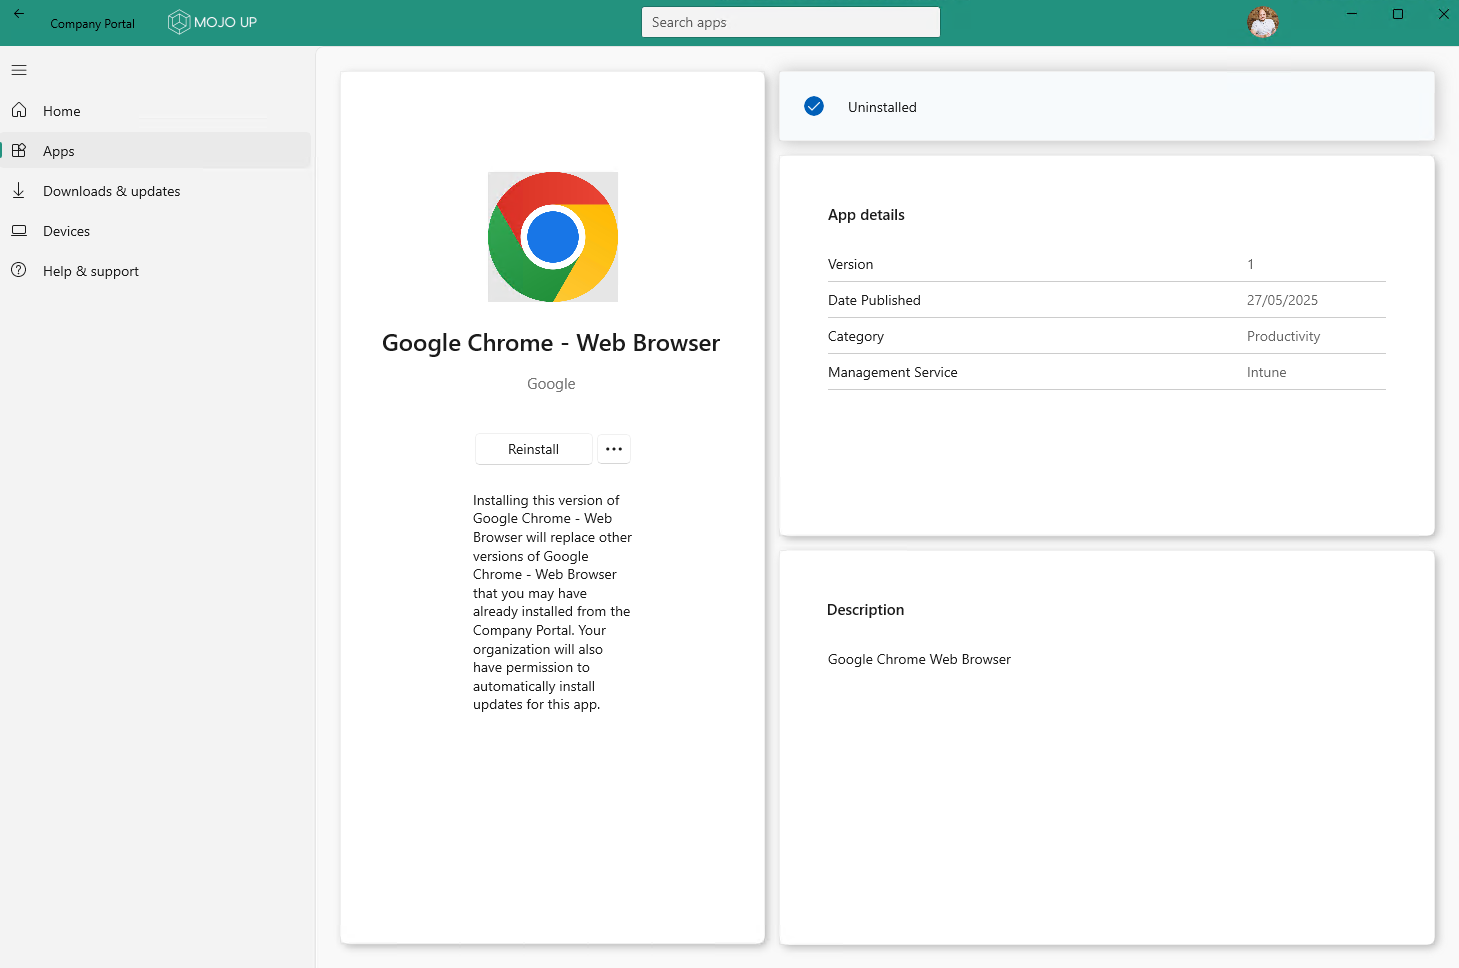 Company Portal
MOJO UP
Search apps
Home
Apps
Downloads & updates
Devices
Help & support
Google Chrome - Web Browser
Google
Reinstall
Installing this version of
Google Chrome - Web
Browser will replace other
versions of Google
Chrome - Web Browser
that you may have
already installed from the
Company Portal. Your
organization will also
have permission to
automatically install
updates for this app.
Uninstalled
App details
Version 1
Date Published 27/05/2025
Category Productivity
Management Service Intune
Description
Google Chrome Web Browser